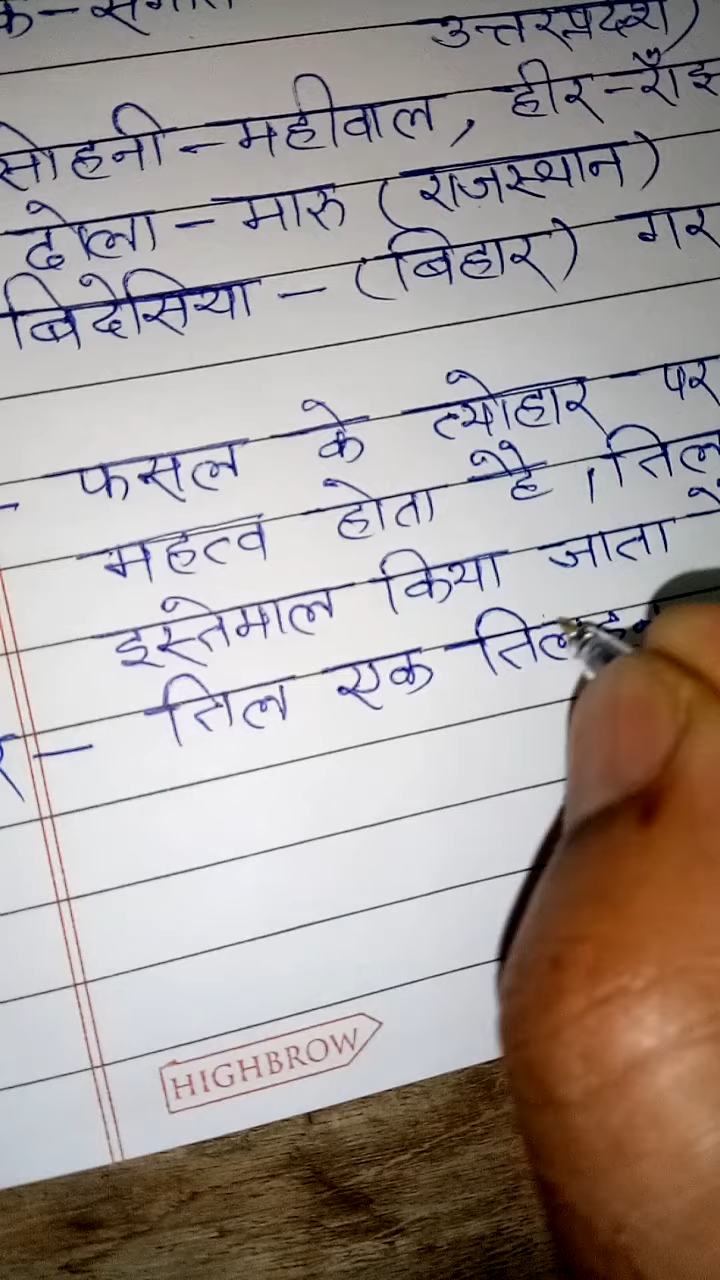 उत्तरप्रदेश)
सोहनी - महीवाल, हीर - राँझ
ढोला - मारू (राजस्थान)
बिदेसिया - (बिहार) गर
- फसल के त्योहार पर
महत्व होता है, तिल
इस्तेमाल किया जाता
- तिल एक
HIGHBROW